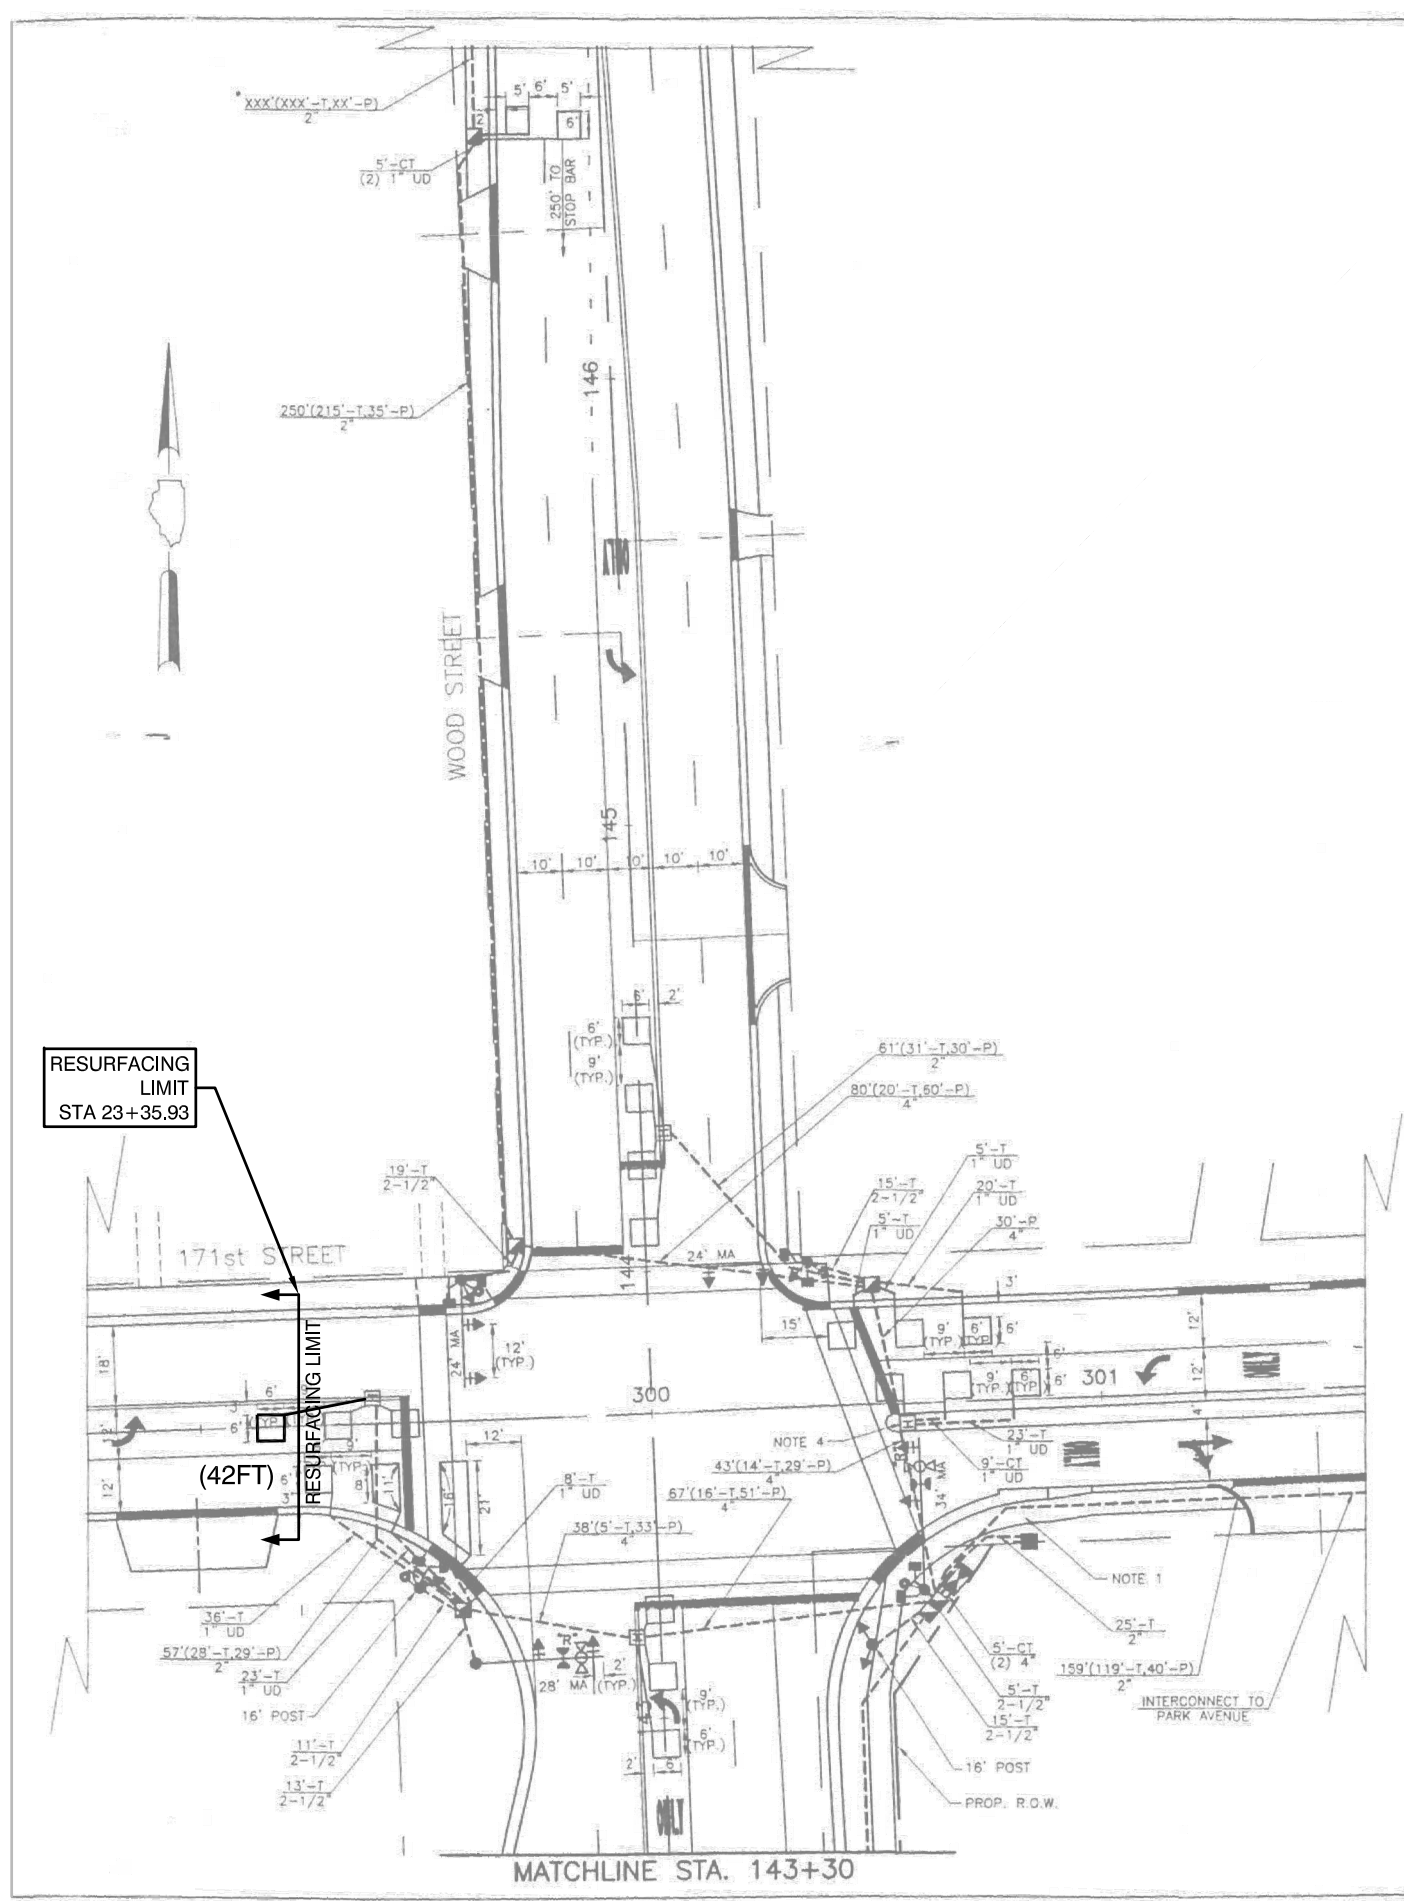 * XXX'(XXX'-T,XX'-P)
2"
5' 6' 5'
2'
6'
5'-CT
(2) 1" UD
250' TO
STOP BAR
146
250'(215'-T,35'-P)
2"
ONLY
WOOD STREET
145
10' 10' 10' 10' 10'
6' 2'
6'
(TYP.)
9'
(TYP.)
61'(31'-T,30'-P)
2"
80'(20'-T,60'-P)
4"
RESURFACING
LIMIT
STA 23+35.93
19'-T
2-1/2"
5'-T
1" UD
15'-T
2-1/2"
20'-T
1" UD
5'-T
1" UD
30'-P
4"
171st STREET
24' MA
144
3'
15'
24' MA
12'
(TYP.)
RESURFACING LIMIT
18'
6'
3'
6'
12'
12'
(42FT)
6'
3'
9'
(TYP.)
8'
11'
16'
21'
12'
300
9'
(TYP.)
6'
(TYP.)
6'
12'
9'
(TYP.)
6'
(TYP.)
6'
6'
301
12'
4'
ONLY
ONLY
NOTE 4
23'-T
1" UD
43'(14'-T,29'-P)
4"
"R"
34' MA
9'-CT
1" UD
67'(16'-T,51'-P)
4"
8'-T
1" UD
38'(5'-T,33'-P)
4"
NOTE 1
36'-T
1" UD
57'(28'-T,29'-P)
2"
23'-T
1" UD
16' POST
11'-T
2-1/2"
13'-T
2-1/2"
"R"
28' MA
2'
(TYP.)
9'
(TYP.)
6'
(TYP.)
2' 6'
ONLY
25'-T
2"
5'-CT
(2) 4"
159'(119'-T,40'-P)
2"
5'-T
2-1/2"
INTERCONNECT TO
PARK AVENUE
15'-T
2-1/2"
16' POST
PROP. R.O.W.
MATCHLINE STA. 143+30